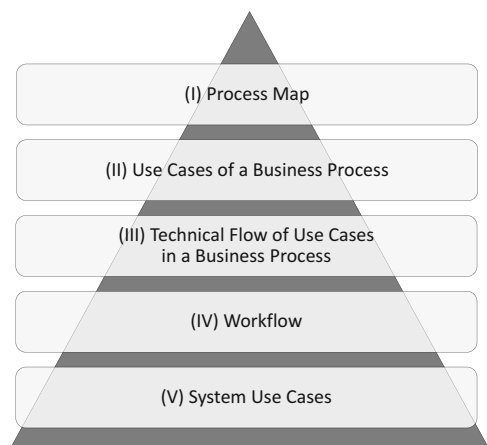 (I) Process Map
(II) Use Cases of a Business Process
(III) Technical Flow of Use Cases
in a Business Process
(IV) Workflow
(V) System Use Cases